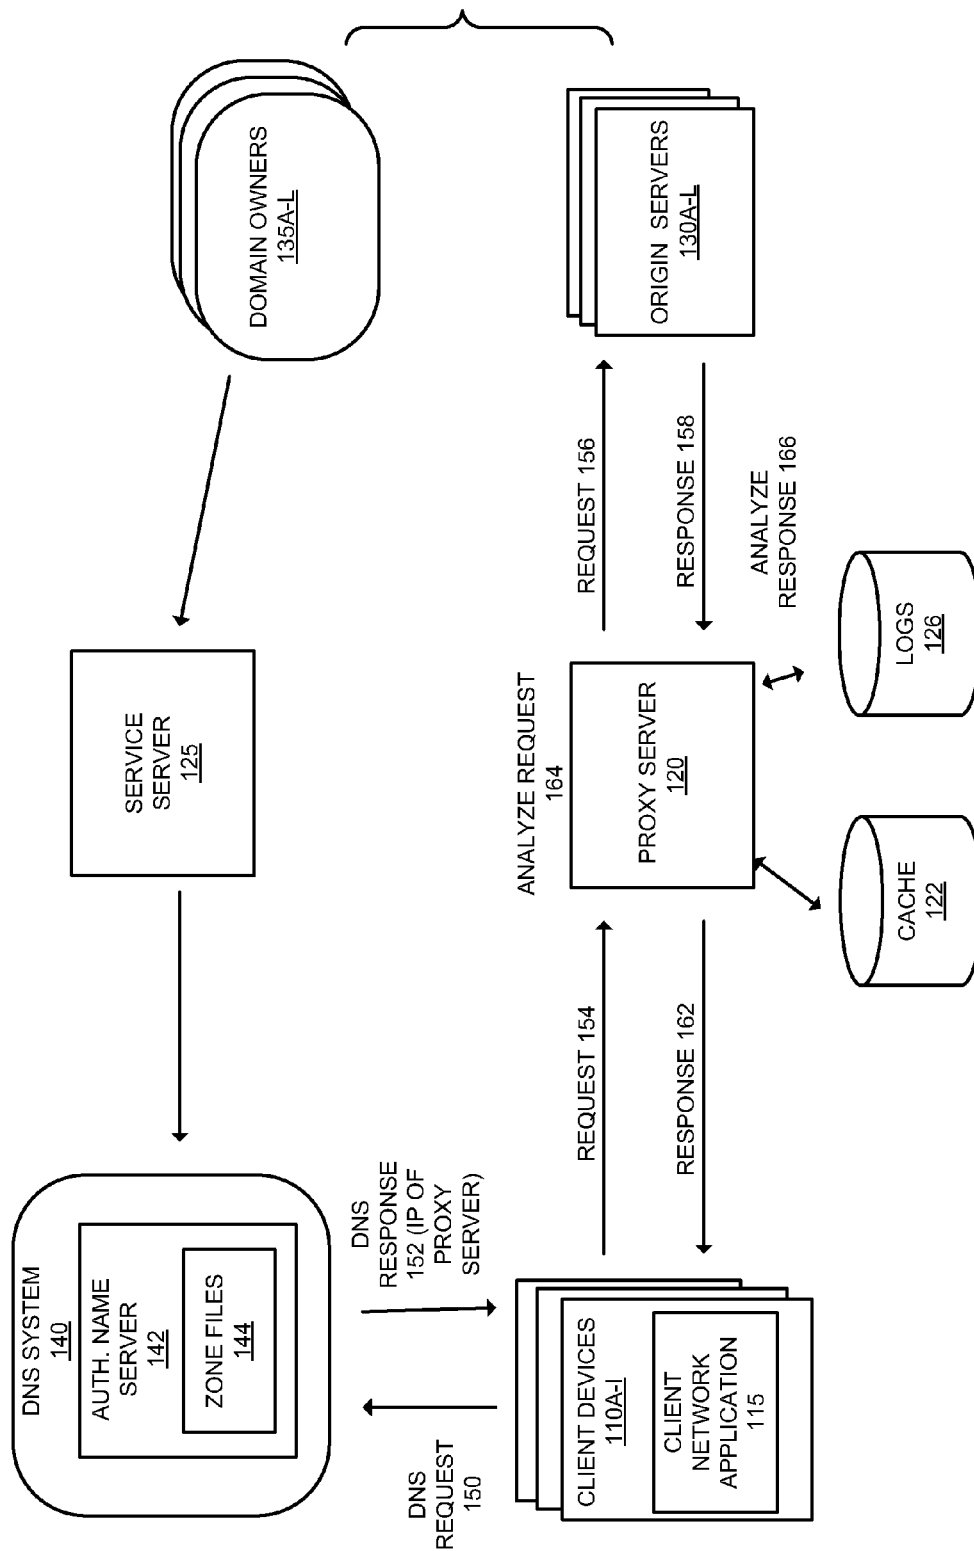 DNS SYSTEM
140
AUTH. NAME
SERVER
142
ZONE FILES
144
SERVICE
SERVER
125
DOMAIN OWNERS
135A-L
DNS
REQUEST
150
DNS
RESPONSE
152 (IP OF
PROXY
SERVER)
CLIENT DEVICES
110A-I
CLIENT
NETWORK
APPLICATION
115
REQUEST 154
RESPONSE 162
ANALYZE REQUEST
164
PROXY SERVER
120
CACHE
122
LOGS
126
REQUEST 156
RESPONSE 158
ANALYZE
RESPONSE 166
ORIGIN SERVERS
130A-L